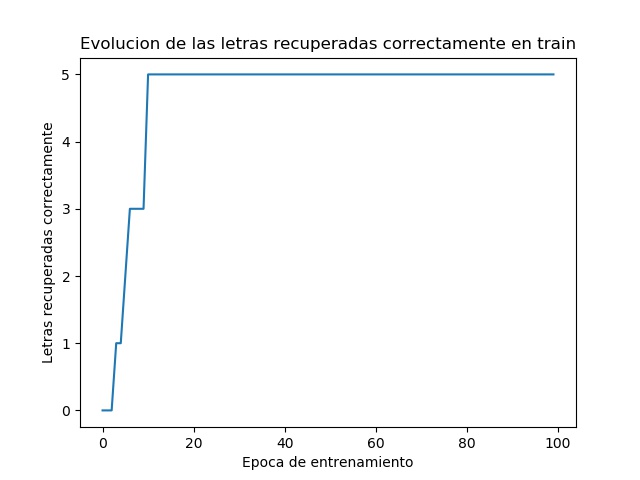 Evolucion de las letras recuperadas correctamente en train
Letras recuperadas correctamente
5
4
3
2
1
0
0 20 40 60 80 100
Epoca de entrenamiento